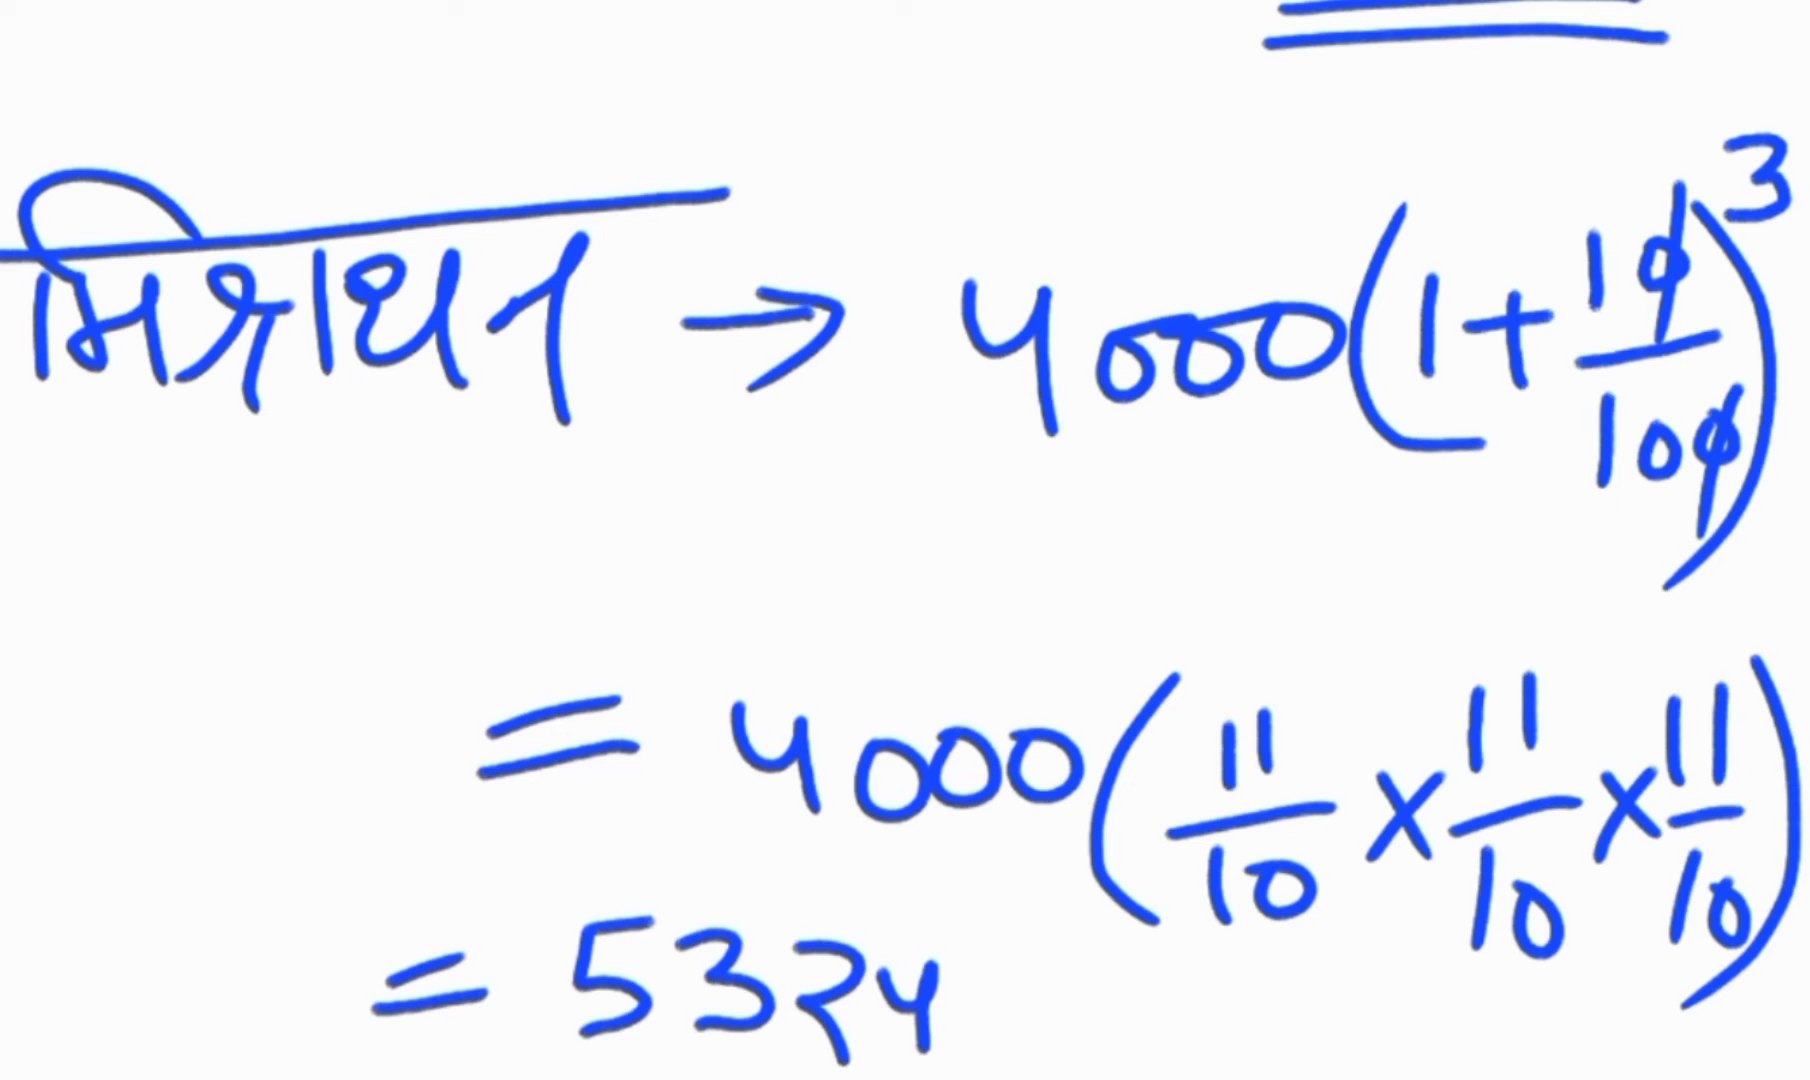 मिश्रधन → 4000(1+10/100)^3
= 4000(11/10 × 11/10 × 11/10)
= 5324